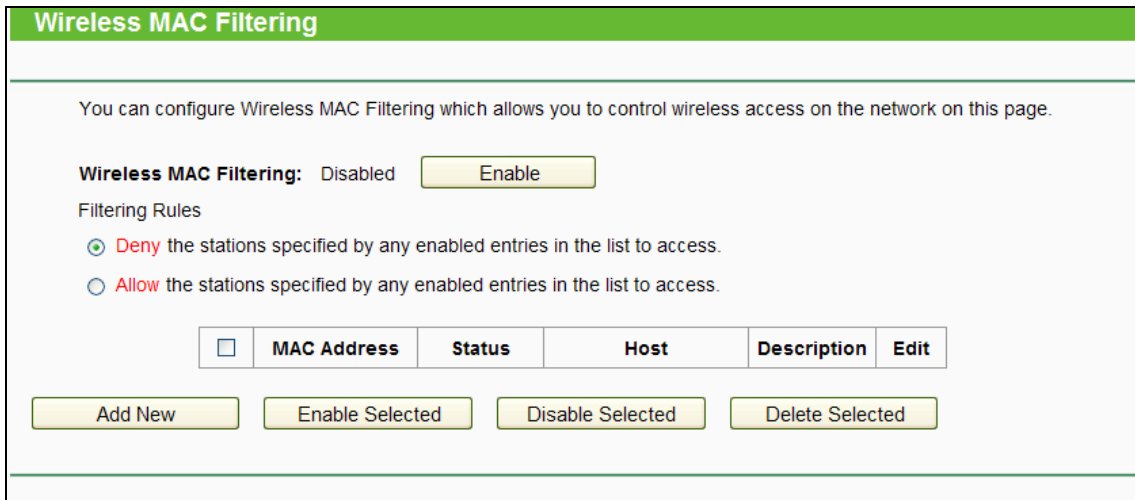 Wireless MAC Filtering
You can configure Wireless MAC Filtering which allows you to control wireless access on the network on this page.
Wireless MAC Filtering: Disabled Enable
Filtering Rules
Deny the stations specified by any enabled entries in the list to access.
Allow the stations specified by any enabled entries in the list to access.
MAC Address Status Host Description Edit
Add New Enable Selected Disable Selected Delete Selected